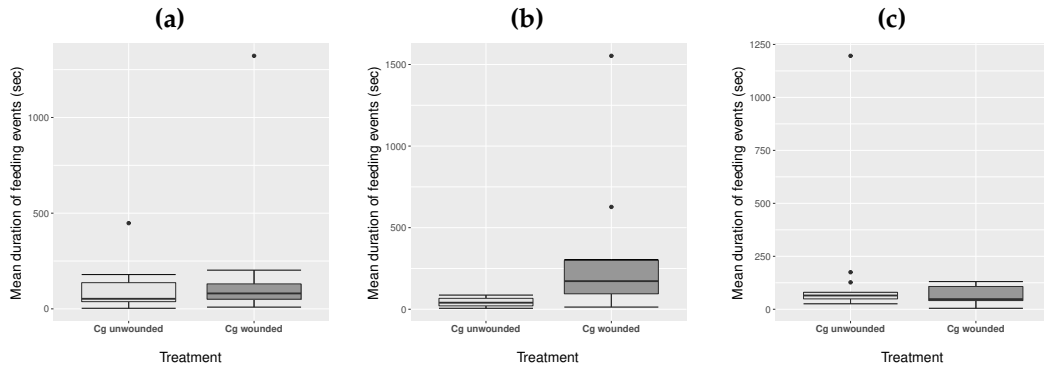 (a)
Mean duration of feeding events (sec)
1000
500
0
Cg unwounded
Cg wounded
Treatment
(b)
Mean duration of feeding events (sec)
1500
1000
500
0
Cg unwounded
Cg wounded
Treatment
(c)
Mean duration of feeding events (sec)
1250
1000
750
500
250
0
Cg unwounded
Cg wounded
Treatment